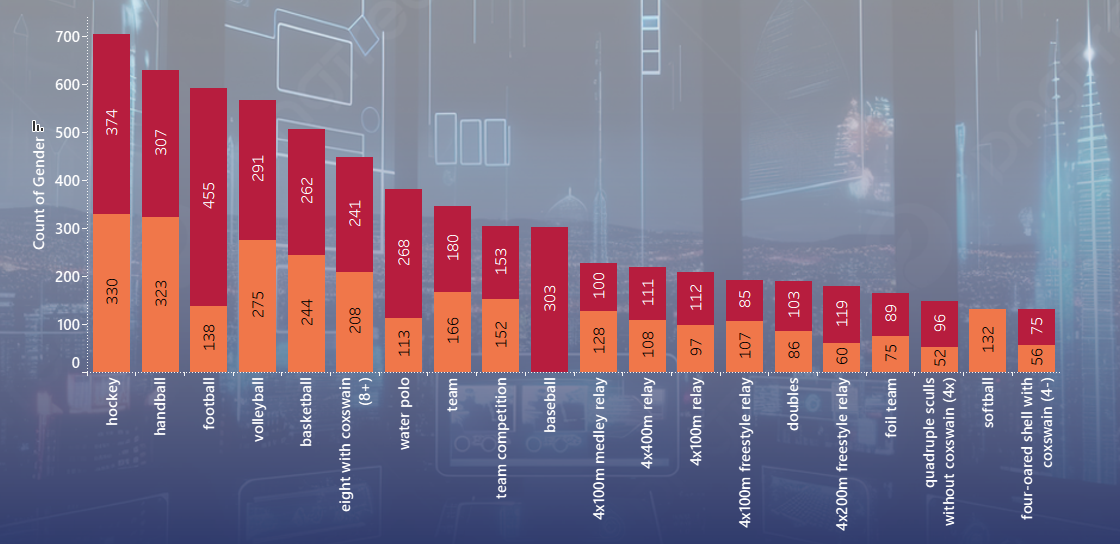 700
600
500
400
300
200
100
0
Count of Gender
374
307
455
291
262
241
268
180
153
303
100
111
112
85
103
119
89
96
75
330
323
138
275
244
208
113
166
152
128
108
97
107
86
60
75
52
132
56
hockey
handball
football
volleyball
basketball
eight with coxswain
(8+)
water polo
team
team competition
baseball
4x100m medley relay
4x400m relay
4x100m relay
4x100m freestyle relay
doubles
4x200m freestyle relay
foil team
quadruple sculls
without coxswain (4x)
softball
four-oared shell with
coxswain (4-)